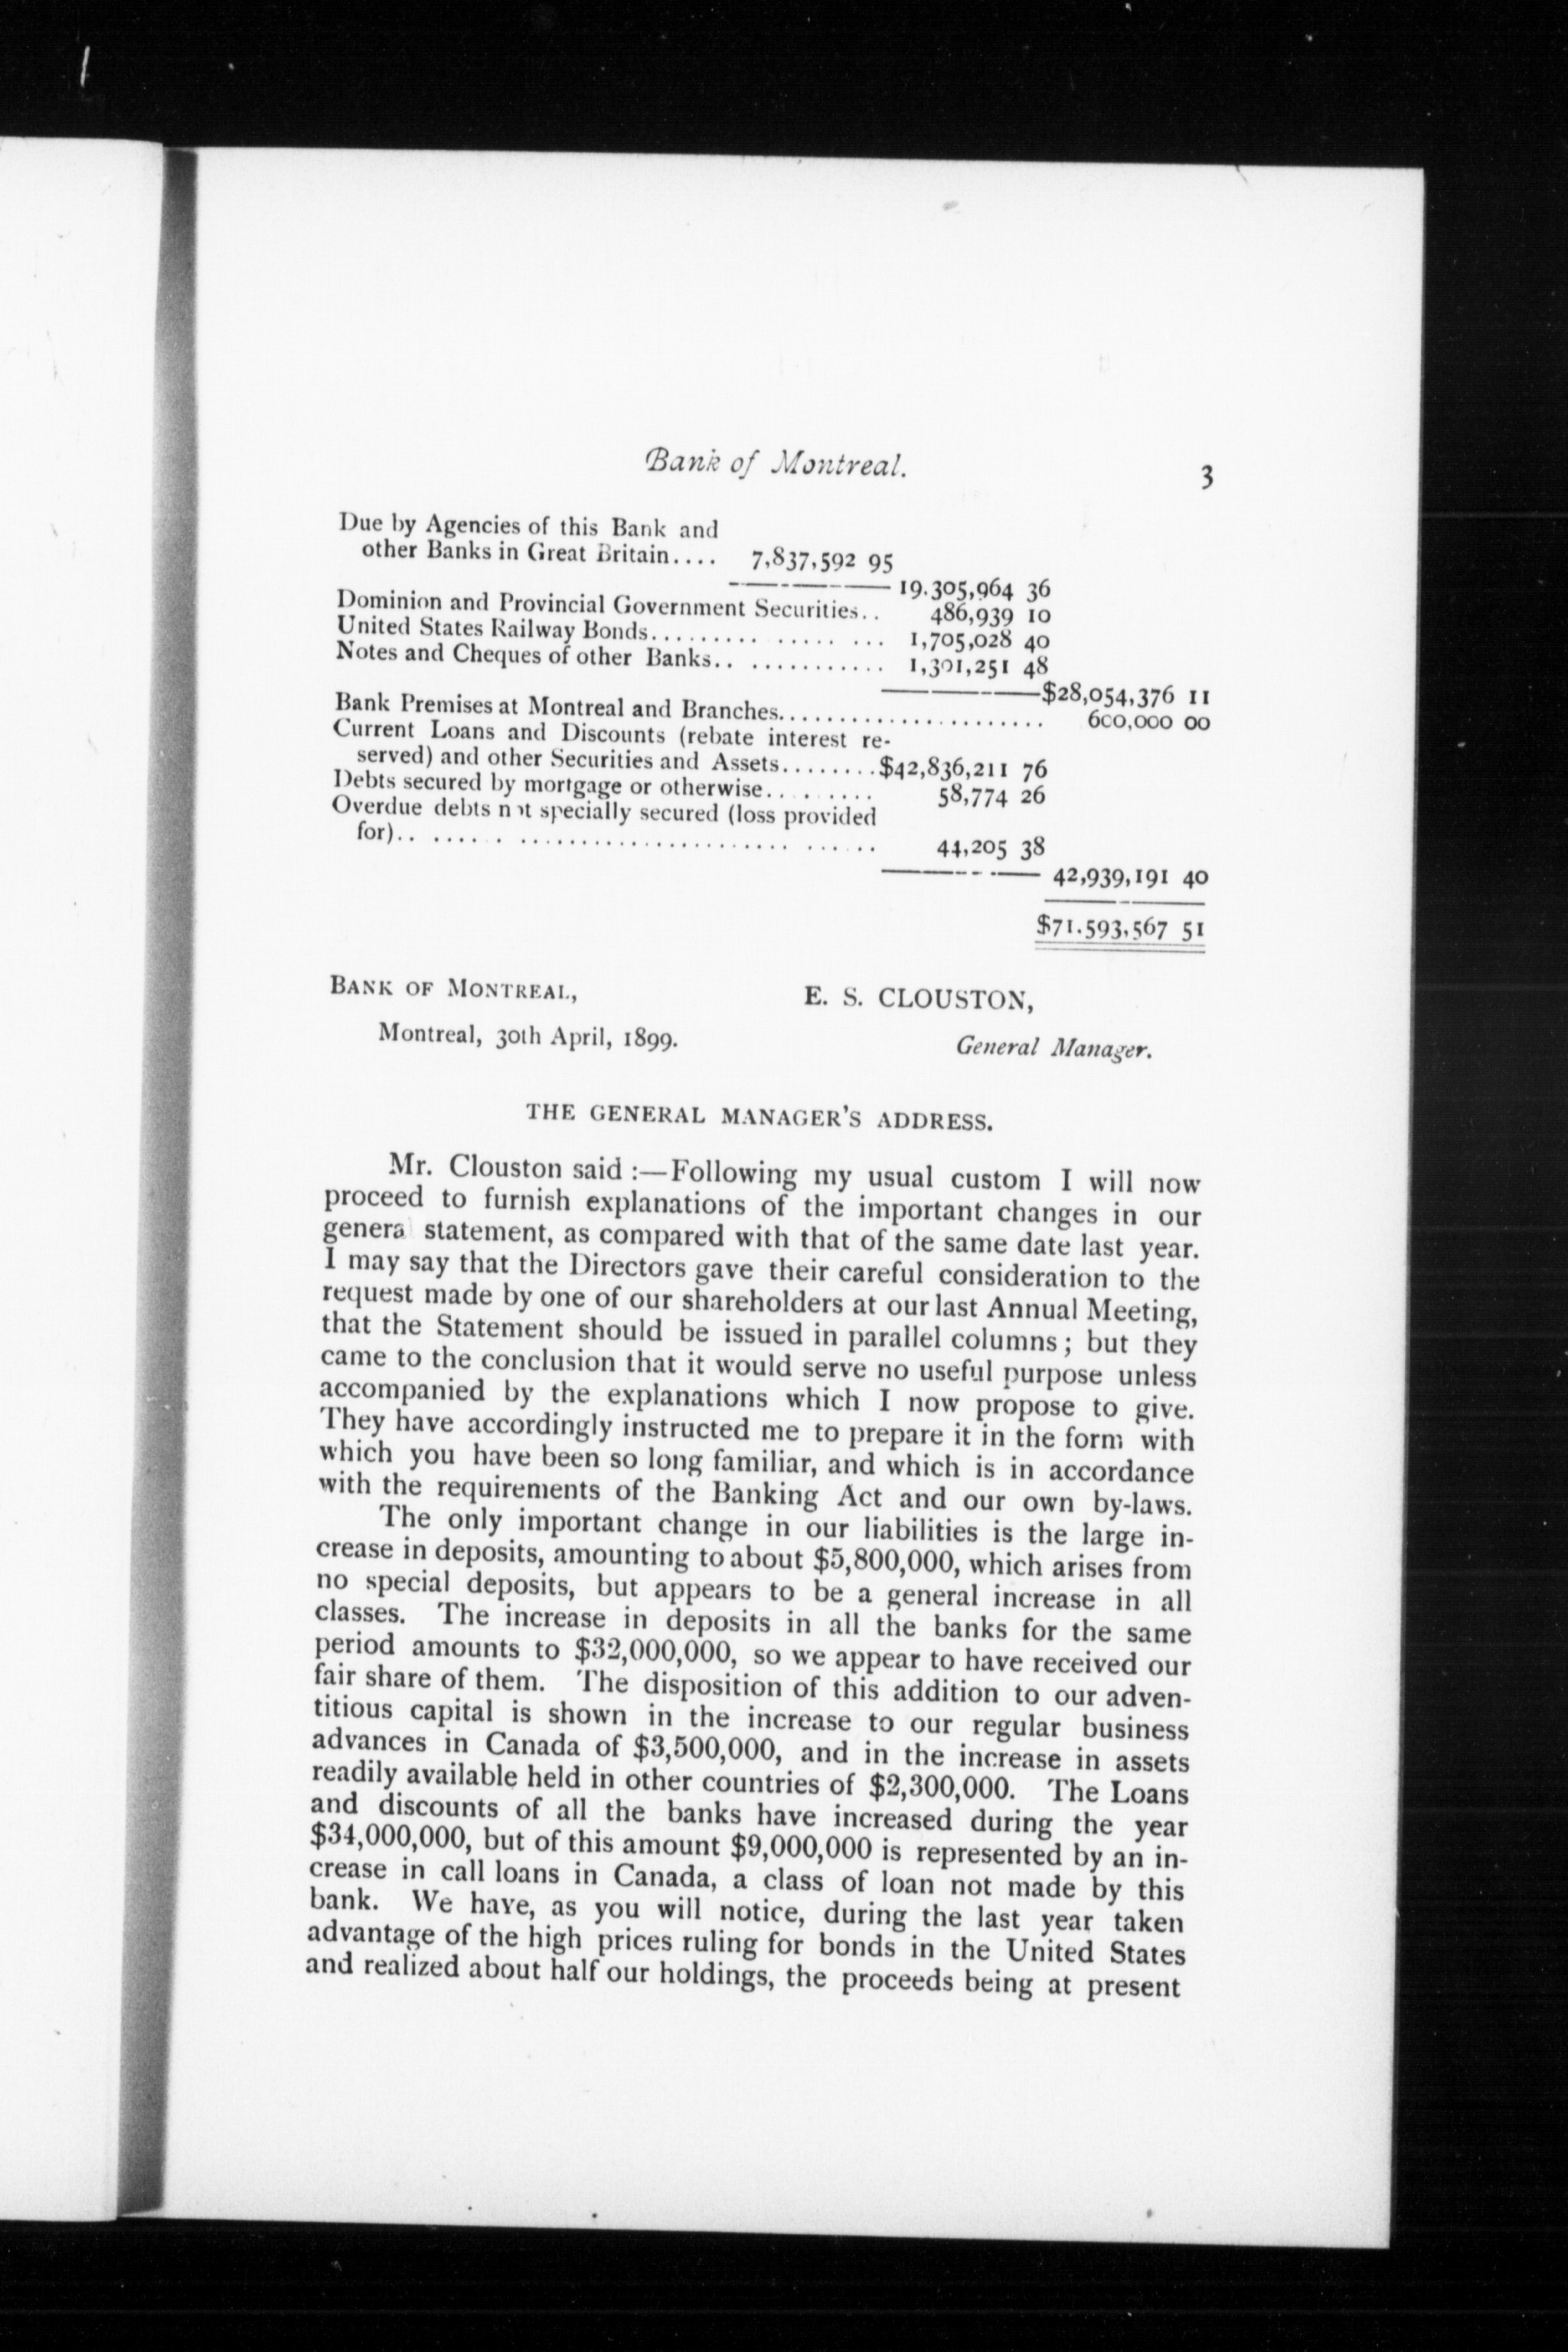 Bank of Montreal. 3
Due by Agencies of this Bank and
other Banks in Great Britain.... 7,837,592 95
19.305,964 36
Dominion and Provincial Government Securities.. 486,939 10
United States Railway Bonds......... ..... ... 1,705,028 40
Notes and Cheques of other Banks.. ........... 1,301,251 48
$28,054,376 11
Bank Premises at Montreal and Branches...................... 600,000 00
Current Loans and Discounts (rebate interest re-
served) and other Securities and Assets........$42,836,211 76
Debts secured by mortgage or otherwise......... 58,774 26
Overdue debts not specially secured (loss provided
for).. ...... ...................... ...... 44,205 38
42,939,191 40
$71.593,567 51
BANK OF MONTREAL, E. S. CLOUSTON,
Montreal, 30th April, 1899. General Manager.
THE GENERAL MANAGER'S ADDRESS.
Mr. Clouston said :—Following my usual custom I will now
proceed to furnish explanations of the important changes in our
genera statement, as compared with that of the same date last year.
I may say that the Directors gave their careful consideration to the
request made by one of our shareholders at our last Annual Meeting,
that the Statement should be issued in parallel columns; but they
came to the conclusion that it would serve no useful purpose unless
accompanied by the explanations which I now propose to give.
They have accordingly instructed me to prepare it in the form with
which you have been so long familiar, and which is in accordance
with the requirements of the Banking Act and our own by-laws.
The only important change in our liabilities is the large in-
crease in deposits, amounting to about $5,800,000, which arises from
no special deposits, but appears to be a general increase in all
classes. The increase in deposits in all the banks for the same
period amounts to $32,000,000, so we appear to have received our
fair share of them. The disposition of this addition to our adven-
titious capital is shown in the increase to our regular business
advances in Canada of $3,500,000, and in the increase in assets
readily available held in other countries of $2,300,000. The Loans
and discounts of all the banks have increased during the year
$34,000,000, but of this amount $9,000,000 is represented by an in-
crease in call loans in Canada, a class of loan not made by this
bank. We have, as you will notice, during the last year taken
advantage of the high prices ruling for bonds in the United States
and realized about half our holdings, the proceeds being at present